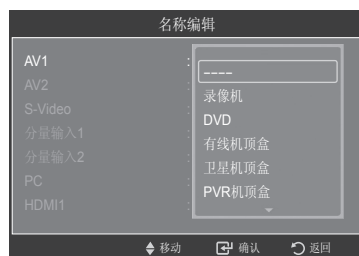 名称编辑
AV1 :
AV2 :
S-Video :
分量输入1 :
分量输入2 :
PC :
HDMI1 :
----
录像机
DVD
有线机顶盒
卫星机顶盒
PVR机顶盒
移动 确认 返回